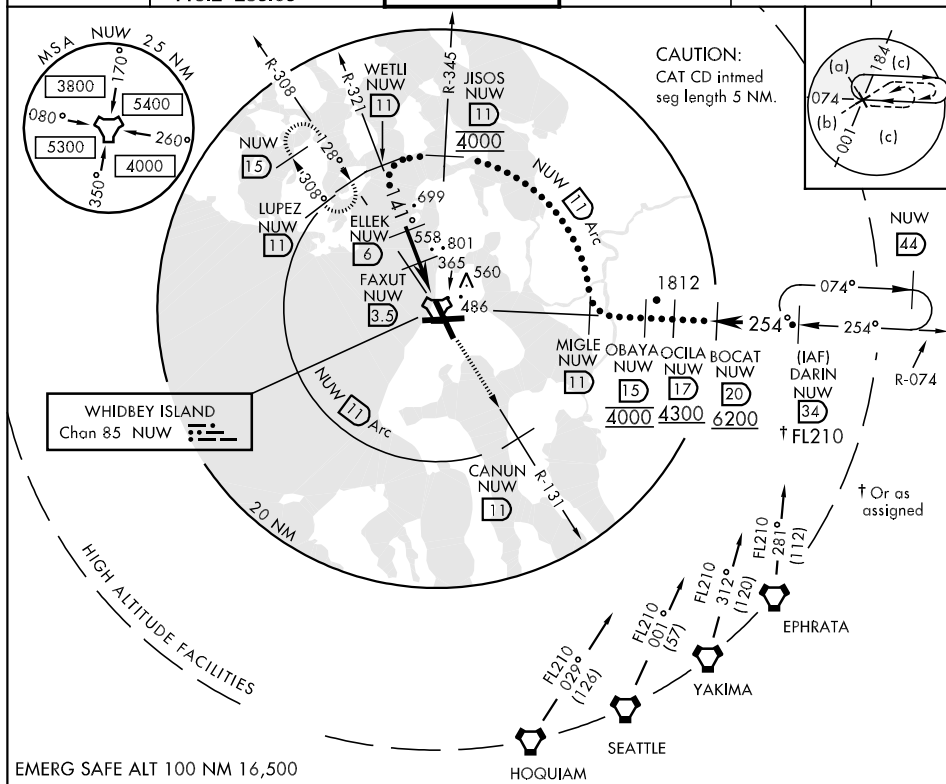 MSA NUW 25 NM
3800
170°
5400
080°
260°
5300
4000
350°
R-308
R-321
WETLI
NUW
11
R-345
JISOS
NUW
11
4000
CAUTION:
CAT CD intmed
seg length 5 NM.
(a)
184
(c)
074
(b)
001
(c)
NUW
15
128°
308°
LUPEZ
NUW
11
141°
699
ELLEK
NUW
6
558
801
365
560
486
FAXUT
NUW
3.5
NUW 11 Arc
NUW
44
1812
074°
254°
254°
R-074
MIGLE
NUW
11
OBAYA
NUW
15
4000
OCILA
NUW
17
4300
BOCAT
NUW
20
6200
(IAF)
DARIN
NUW
34
† FL210
WHIDBEY ISLAND
Chan 85 NUW
NUW 11 Arc
CANUN
NUW
11
R-131
20 NM
† Or as
assigned
HIGH ALTITUDE FACILITIES
FL210
281°
(112)
EPHRATA
FL210
312°
(120)
YAKIMA
FL210
001°
(57)
SEATTLE
FL210
029°
(126)
HOQUIAM
EMERG SAFE ALT 100 NM 16,500